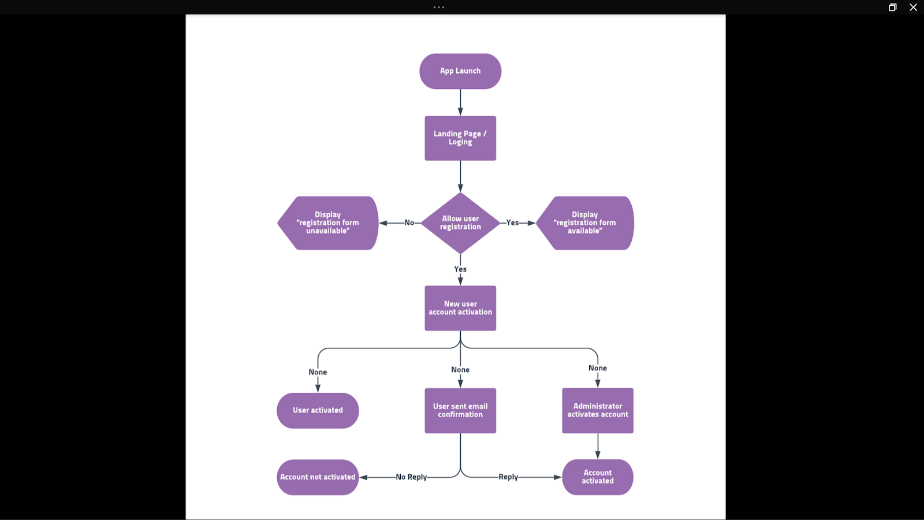 App Launch
Landing Page /
Loging
Display
"registration form
unavailable"
No
Allow user
registration
Yes
Display
"registration form
available"
Yes
New user
account activation
None
None
None
User activated
User sent email
confirmation
Administrator
activates account
Account not activated
No Reply
Reply
Account
activated